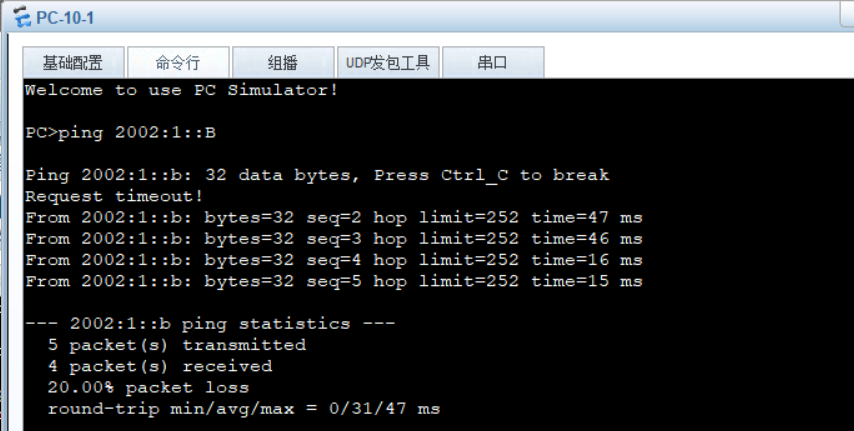 PC-10-1
基础配置 命令行 组播 UDP发包工具 串口
Welcome to use PC Simulator!
PC>ping 2002:1::B
Ping 2002:1::b: 32 data bytes, Press Ctrl_C to break
Request timeout!
From 2002:1::b: bytes=32 seq=2 hop limit=252 time=47 ms
From 2002:1::b: bytes=32 seq=3 hop limit=252 time=46 ms
From 2002:1::b: bytes=32 seq=4 hop limit=252 time=16 ms
From 2002:1::b: bytes=32 seq=5 hop limit=252 time=15 ms
--- 2002:1::b ping statistics ---
5 packet(s) transmitted
4 packet(s) received
20.00% packet loss
round-trip min/avg/max = 0/31/47 ms